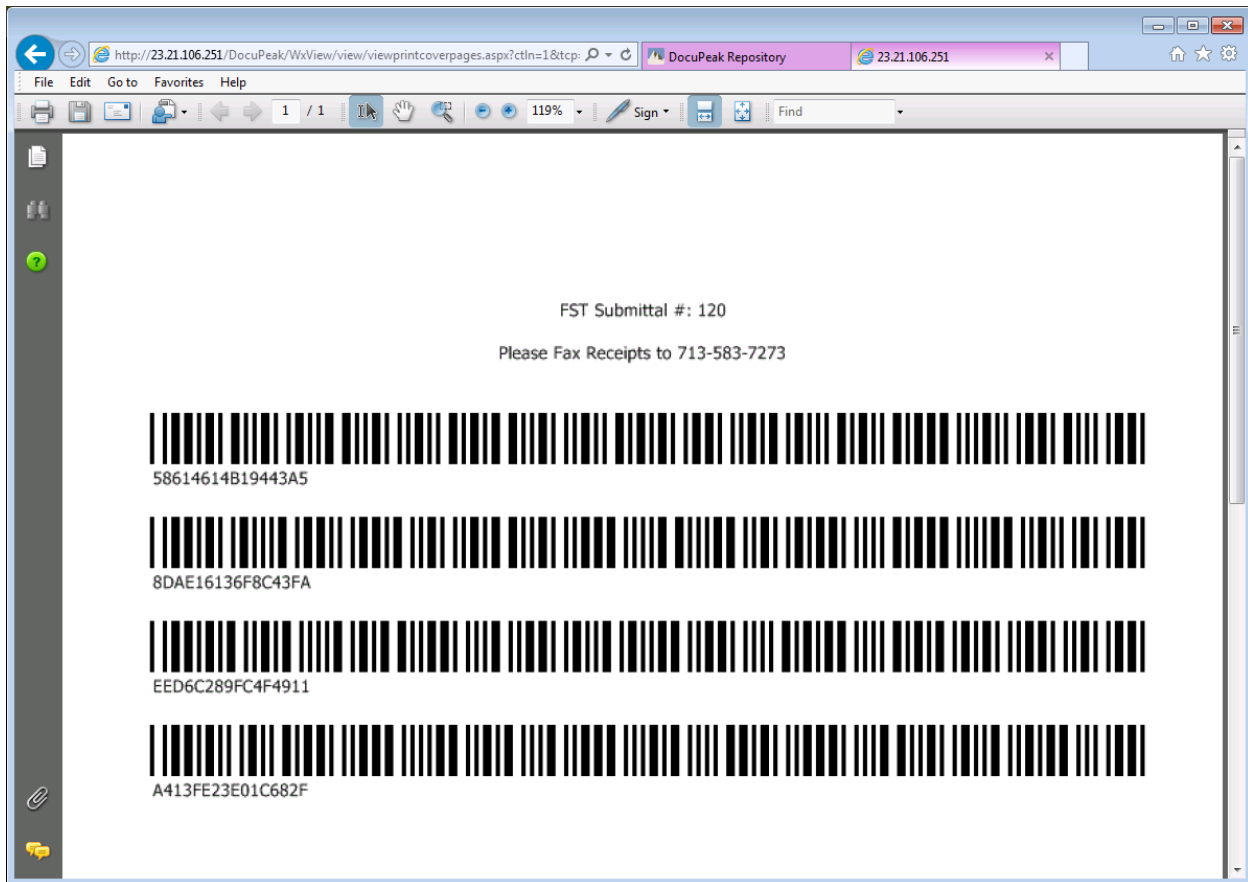 http://23.21.106.251/DocuPeak/WxView/view/viewprintcoverpages.aspx?ctln=1&tcp:
DocuPeak Repository
23.21.106.251
File Edit Go to Favorites Help
1 / 1
119%
Sign
Find
FST Submittal #: 120
Please Fax Receipts to 713-583-7273
58614614B19443A5
8DAE16136F8C43FA
EED6C289FC4F4911
A413FE23E01C682F